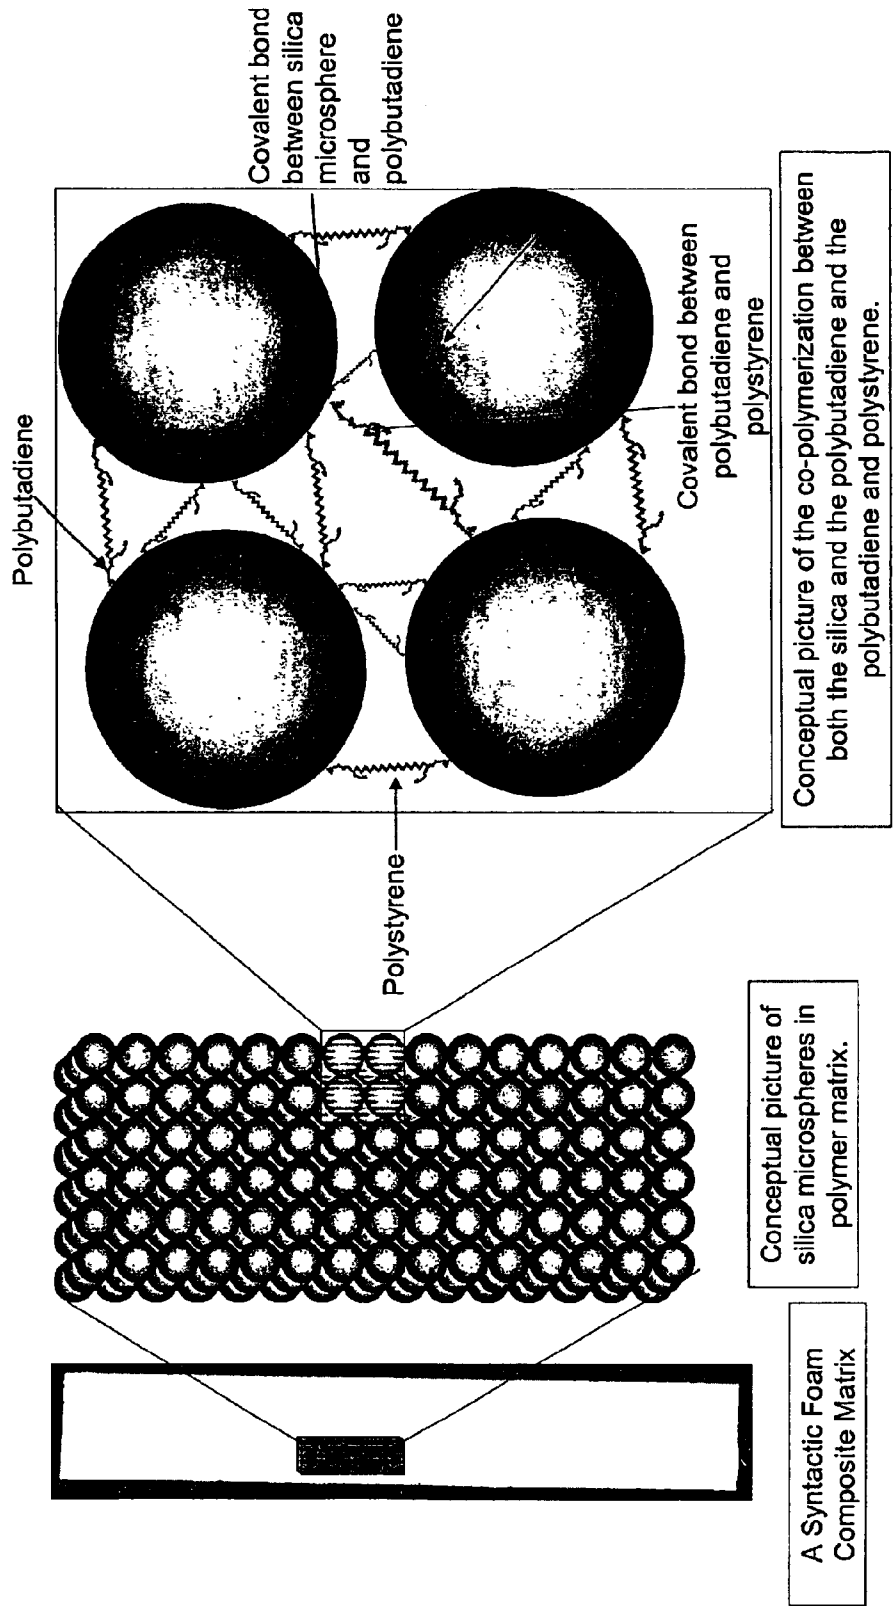 A Syntactic Foam
Composite Matrix
Conceptual picture of
silica microspheres in
polymer matrix.
Polystyrene
Polybutadiene
Covalent bond
between silica
microsphere
and
polybutadiene
Covalent bond between
polybutadiene and
polystyrene
Conceptual picture of the co-polymerization between
both the silica and the polybutadiene and the
polybutadiene and polystyrene.